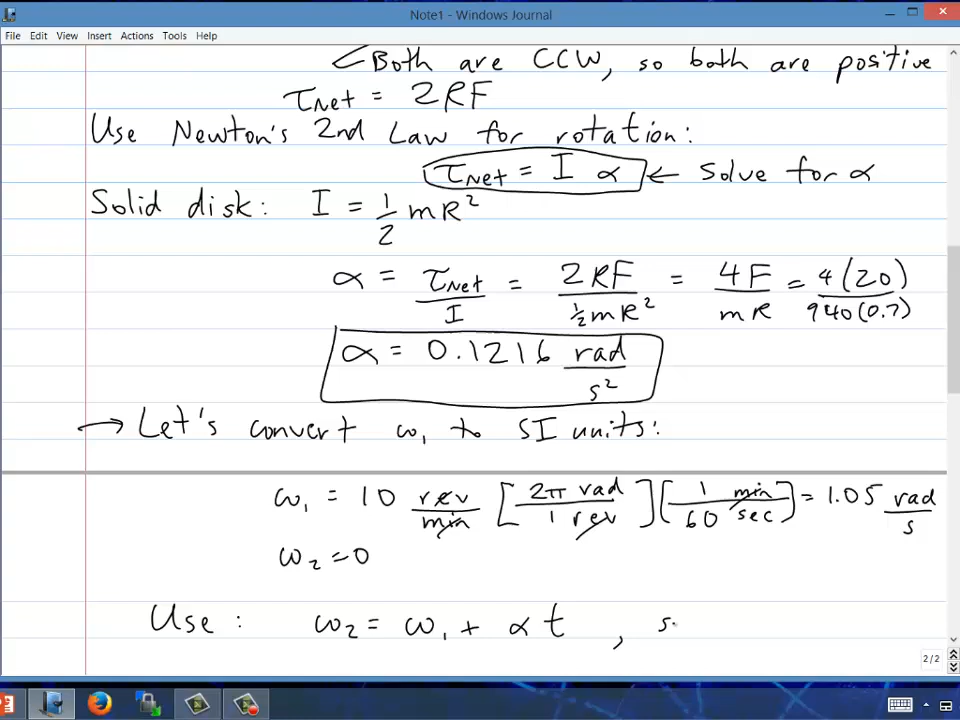 Note1 - Windows Journal
File Edit View Insert Actions Tools Help
Both are CCW, so both are positive
τNet = 2RF
Use Newton's 2nd Law for rotation:
τNet = I α ← Solve for α
Solid disk: I = 1/2 mR²
α = τNet/I = 2RF/(1/2 mR²) = 4F/mR = 4(20)/940(0.7)
α = 0.1216 rad/s²
→ Let's convert ω₁ to SI units:
ω₁ = 10 rev/min [2π rad/1 rev][1 min/60 sec] = 1.05 rad/s
ω₂ = 0
Use: ω₂ = ω₁ + α t , s
2/2